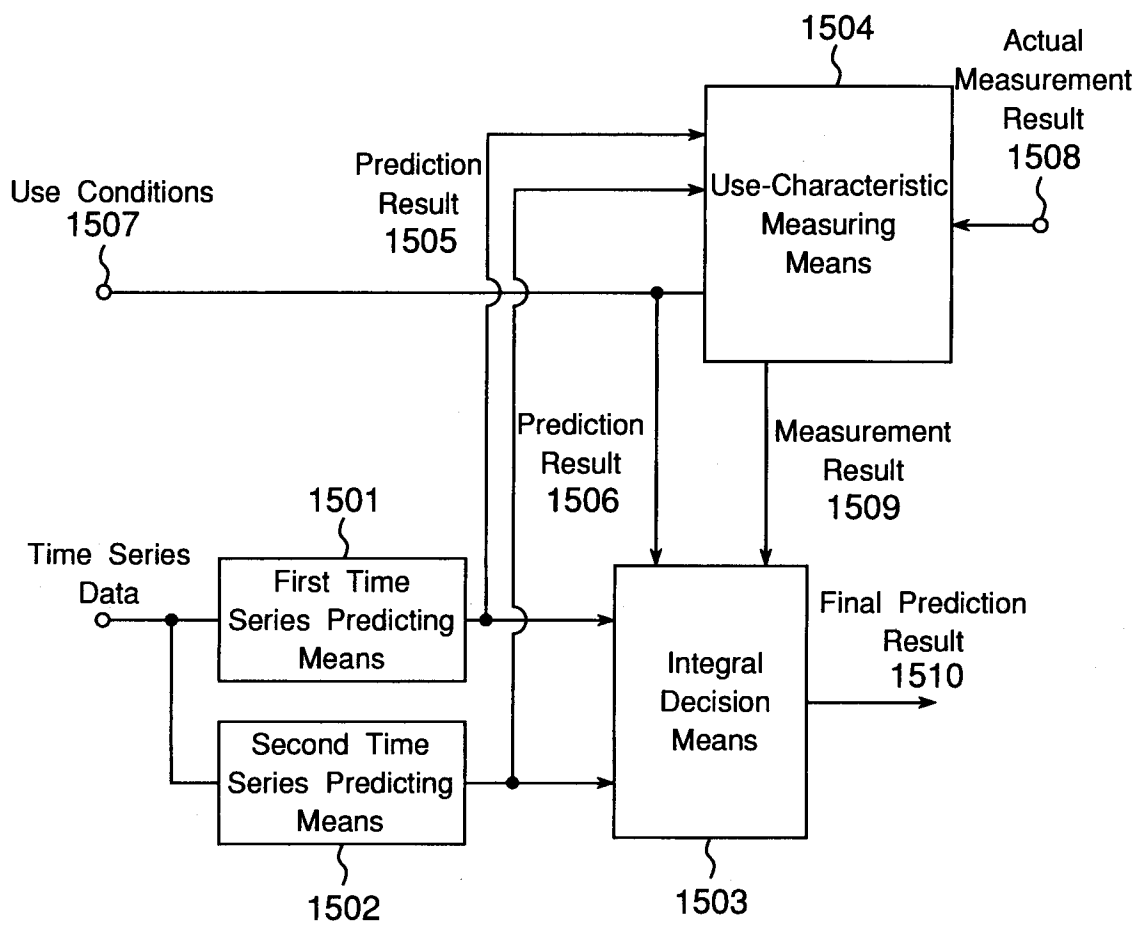 1504
Actual
Measurement
Result
1508
Prediction
Result
1505
Use Conditions
1507
Use-Characteristic
Measuring
Means
Prediction
Result
1506
Measurement
Result
1509
1501
Time Series
Data
First Time
Series Predicting
Means
Final Prediction
Result
1510
Integral
Decision
Means
Second Time
Series Predicting
Means
1502
1503